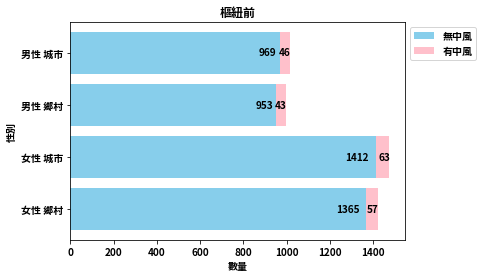 樞紐前
無中風
有中風
男性 城市
969 46
男性 鄉村
953 43
女性 城市
1412 63
女性 鄉村
1365 57
性別
0 200 400 600 800 1000 1200 1400
數量